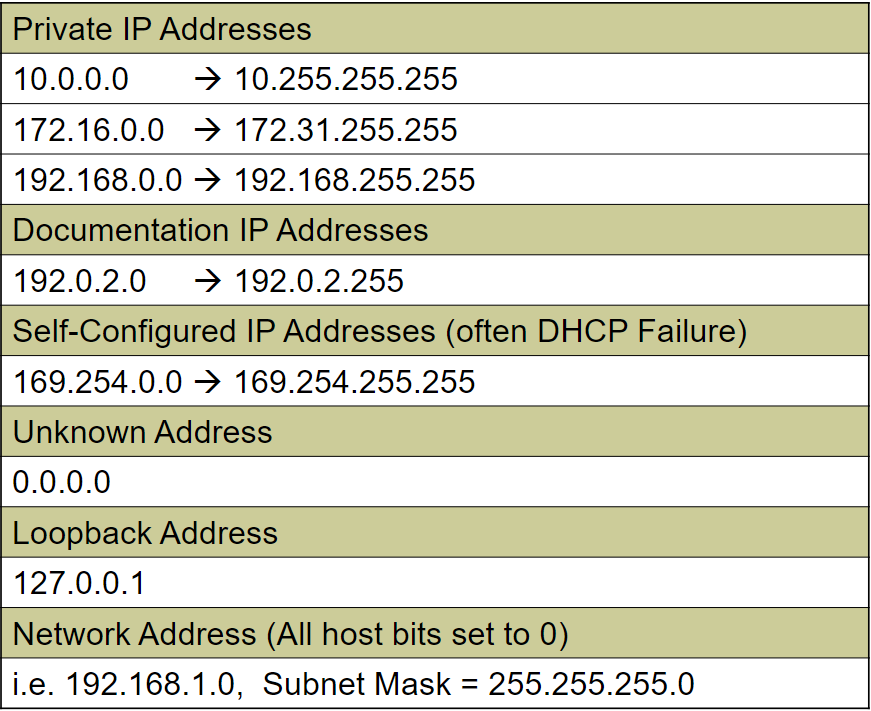 Private IP Addresses
10.0.0.0 → 10.255.255.255
172.16.0.0 → 172.31.255.255
192.168.0.0 → 192.168.255.255
Documentation IP Addresses
192.0.2.0 → 192.0.2.255
Self-Configured IP Addresses (often DHCP Failure)
169.254.0.0 → 169.254.255.255
Unknown Address
0.0.0.0
Loopback Address
127.0.0.1
Network Address (All host bits set to 0)
i.e. 192.168.1.0, Subnet Mask = 255.255.255.0